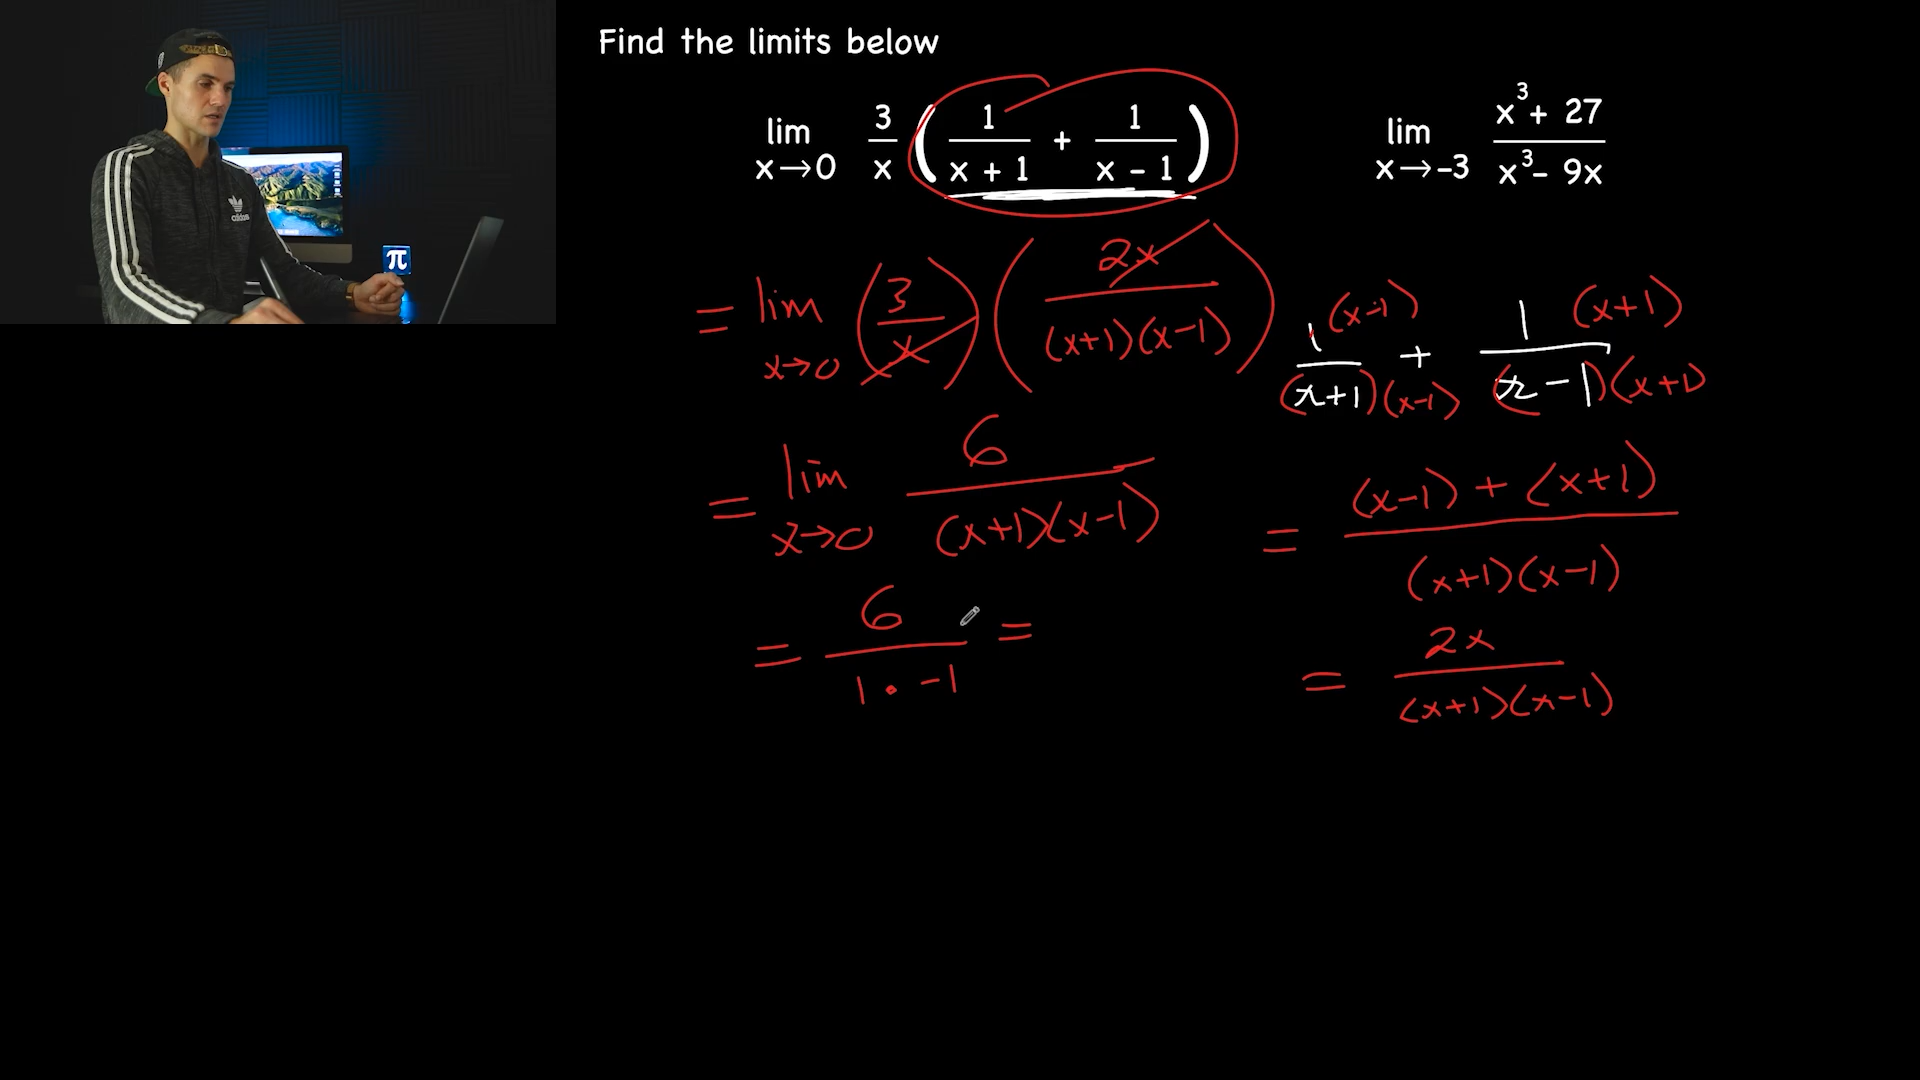 Find the limits below
lim x→0 3/x ( 1/(x + 1) + 1/(x - 1) )
lim x→-3 (x³ + 27)/(x³ - 9x)
= lim x→0 (3/x) ( 2x/((x+1)(x-1)) )
1(x-1)/((x+1)(x-1)) + 1(x+1)/((x-1)(x+1)
= lim x→0 6/((x+1)(x-1))
= ((x-1) + (x+1))/((x+1)(x-1))
= 6/(1 · -1) =
= 2x/((x+1)(x-1))
adidas
π